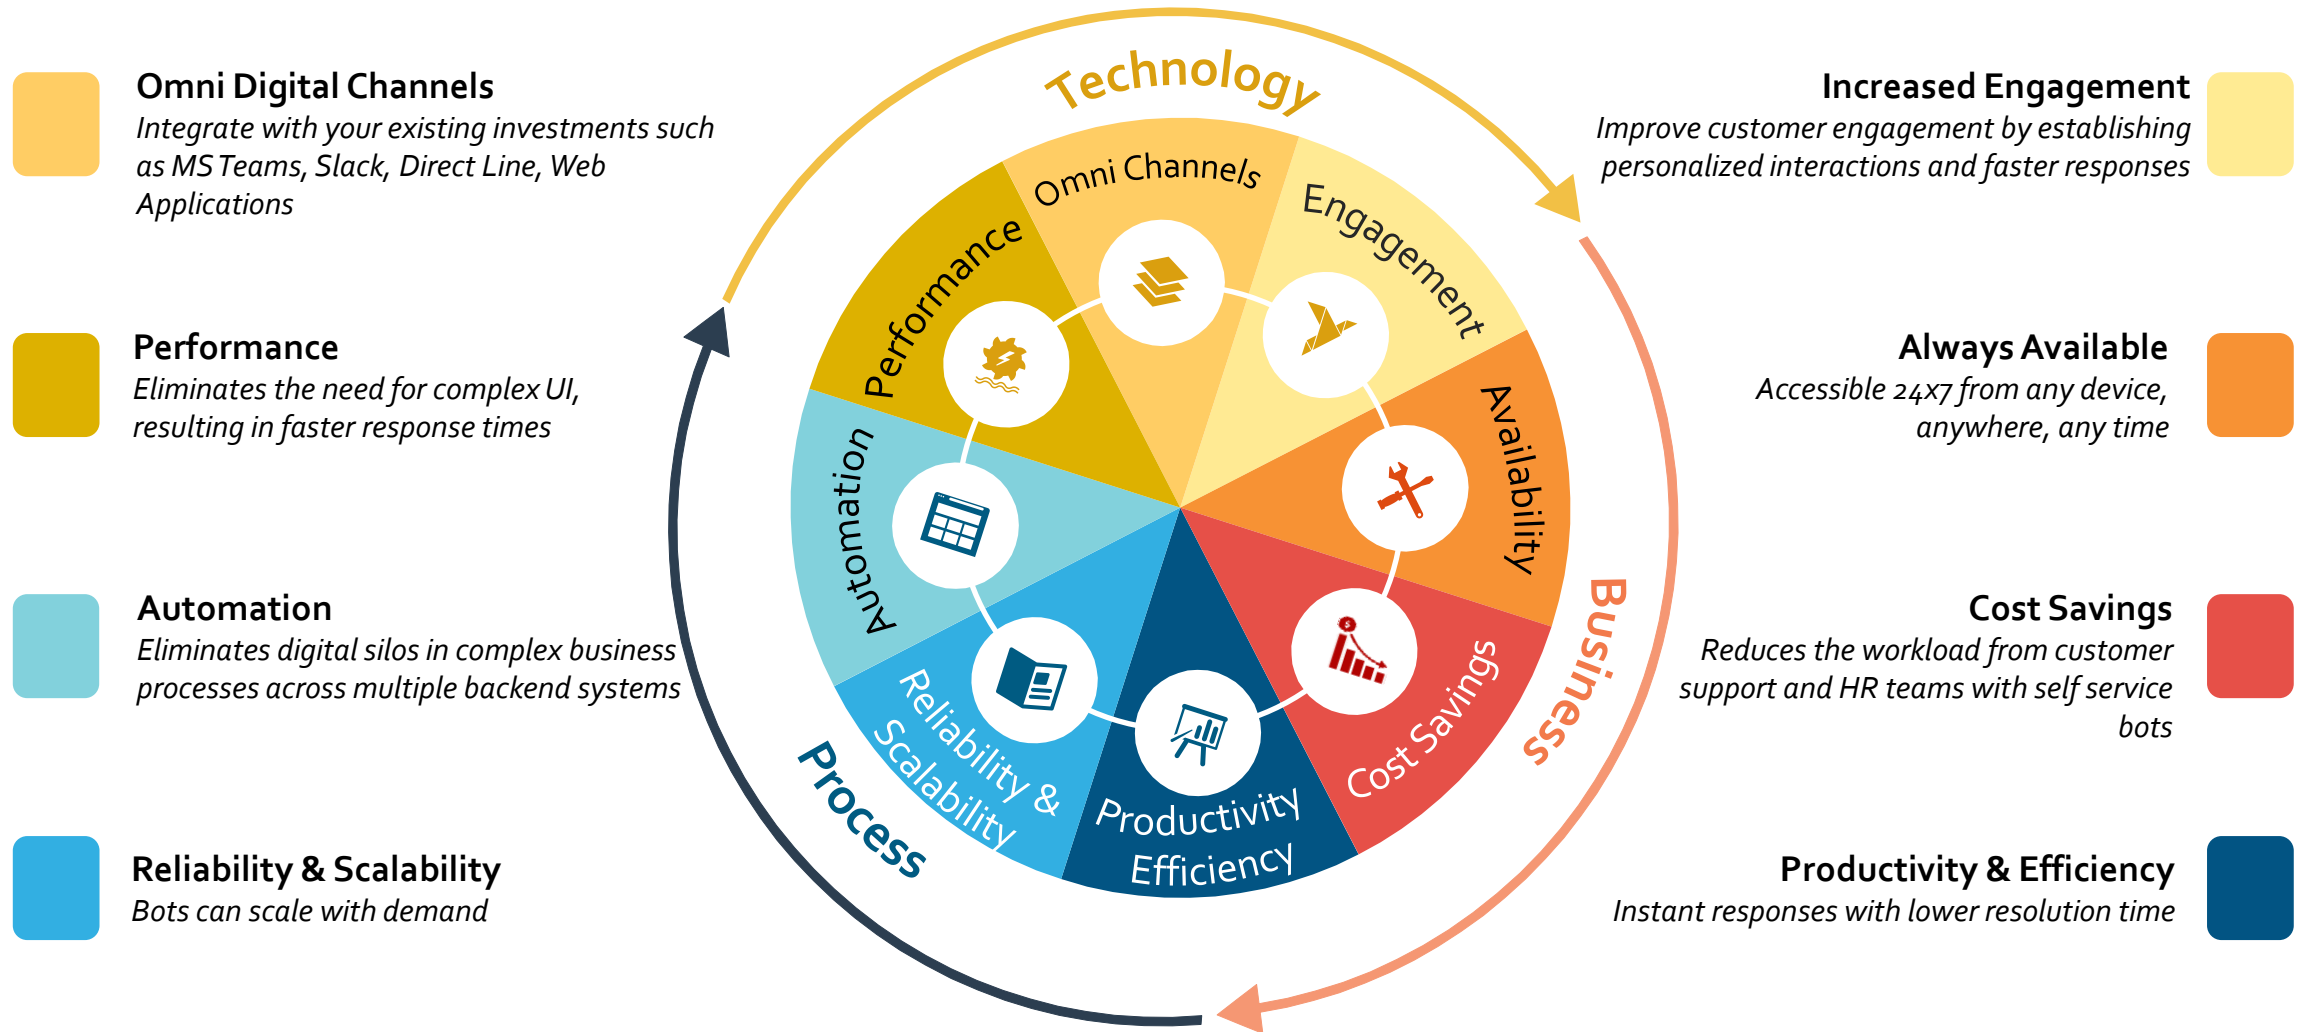 Omni Digital Channels
Integrate with your existing investments such
as MS Teams, Slack, Direct Line, Web
Applications
Performance
Eliminates the need for complex UI,
resulting in faster response times
Automation
Eliminates digital silos in complex business
processes across multiple backend systems
Reliability & Scalability
Bots can scale with demand
Technology
Omni Channels
Engagement
Availability
Cost Savings
Productivity
Efficiency
Reliability &
Scalability
Automation
Performance
Business
Process
$
Increased Engagement
Improve customer engagement by establishing
personalized interactions and faster responses
Always Available
Accessible 24x7 from any device,
anywhere, any time
Cost Savings
Reduces the workload from customer
support and HR teams with self service
bots
Productivity & Efficiency
Instant responses with lower resolution time